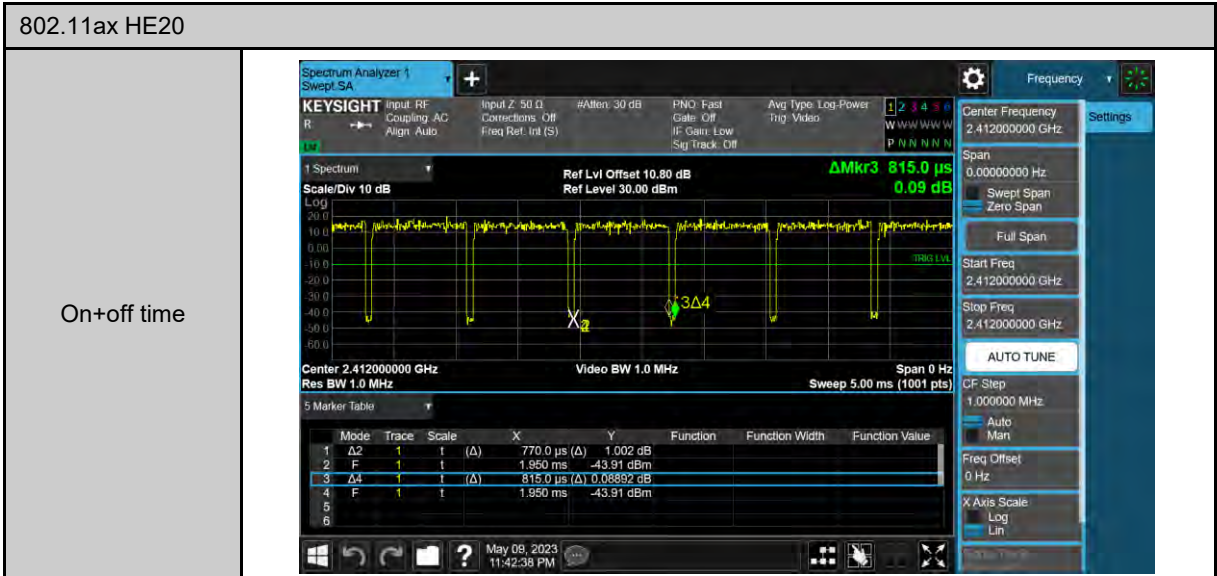 802.11ax HE20
On+off time
Spectrum Analyzer 1
Swept SA
Frequency
KEYSIGHT Input: RF
R
Coupling: AC
Align: Auto
Input Z: 50 Ω
Corrections: Off
Freq Ref: Int (S)
#Atten: 30 dB
PNO: Fast
Gate: Off
IF Gain: Low
Sig Track: Off
Avg Type: Log-Power
Trig: Video
1 2 3 4 5 6
W W W W W W
P N N N N N
1 Spectrum
Scale/Div 10 dB
Ref Lvl Offset 10.80 dB
Ref Level 30.00 dBm
ΔMkr3 815.0 µs
0.09 dB
Log
20.0
10.0
0.00
-10.0
-20.0
-30.0
-40.0
-50.0
-60.0
TRIG LVL
3Δ4
Center 2.412000000 GHz
Res BW 1.0 MHz
Video BW 1.0 MHz
Span 0 Hz
Sweep 5.00 ms (1001 pts)
5 Marker Table
Mode Trace Scale X Y Function Function Width Function Value
1 Δ2 1 t (Δ) 770.0 µs (Δ) 1.002 dB
2 F 1 t 1.950 ms -43.91 dBm
3 Δ4 1 t (Δ) 815.0 µs (Δ) 0.08892 dB
4 F 1 t 1.950 ms -43.91 dBm
5
6
May 09, 2023
11:42:38 PM
Center Frequency
2.412000000 GHz
Settings
Span
0.00000000 Hz
Swept Span
Zero Span
Full Span
Start Freq
2.412000000 GHz
Stop Freq
2.412000000 GHz
AUTO TUNE
CF Step
1.000000 MHz
Auto
Man
Freq Offset
0 Hz
X Axis Scale
Log
Lin